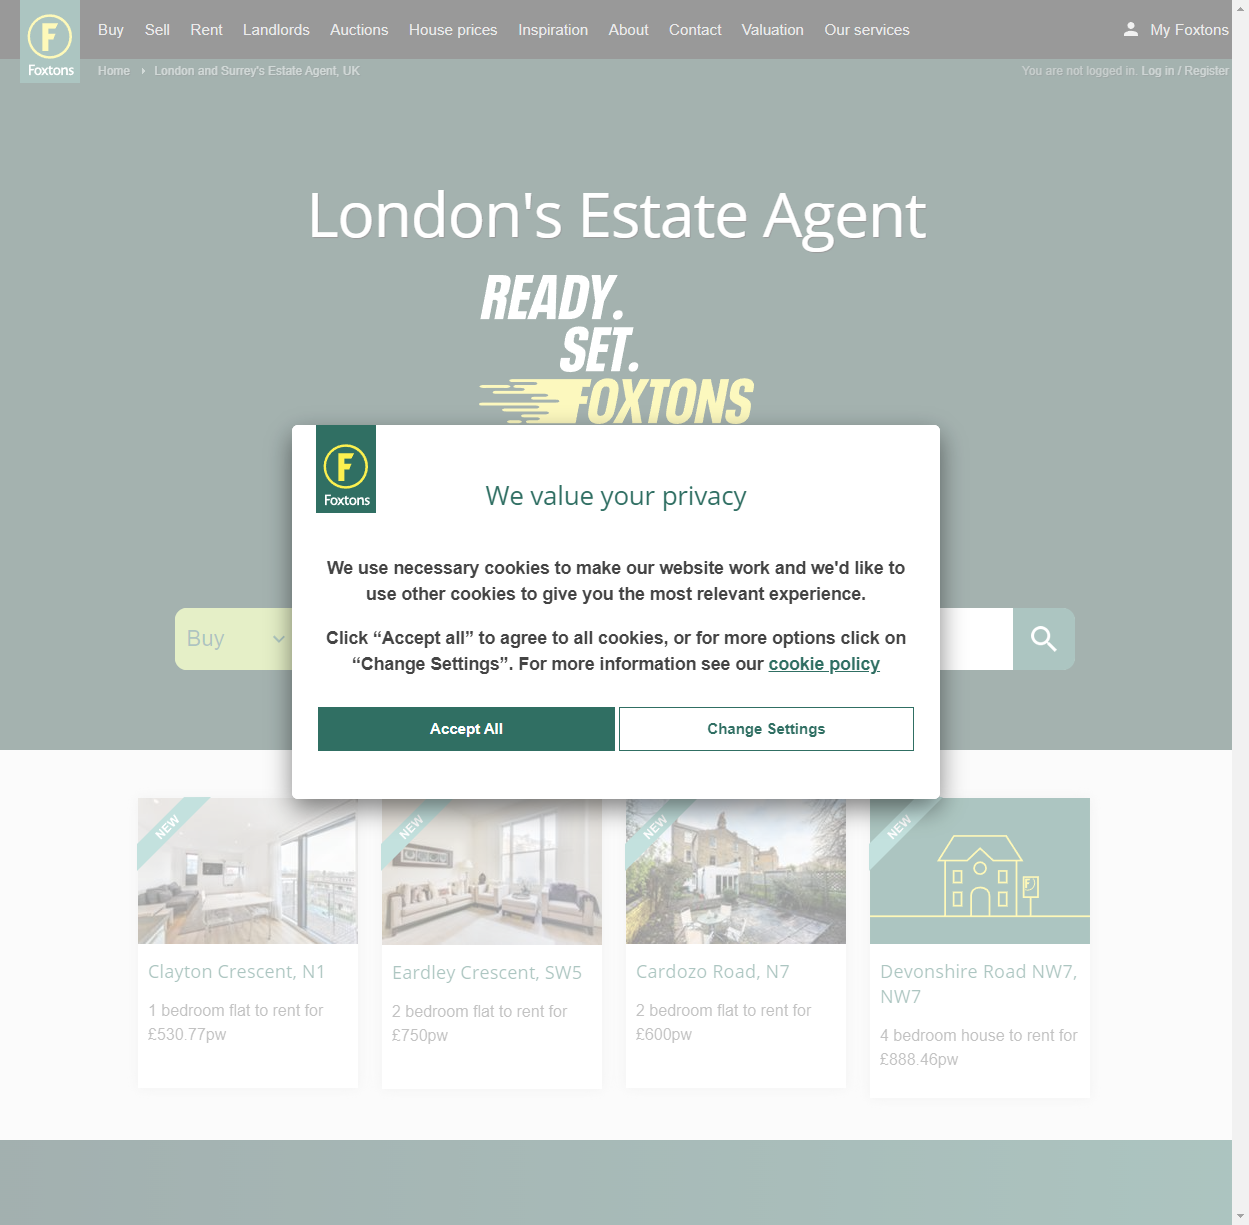 Buy Sell Rent Landlords Auctions House prices Inspiration About Contact Valuation Our services My Foxtons
F
Foxtons
Home › London and Surrey's Estate Agent, UK You are not logged in. Log in / Register
London's Estate Agent
READY.
SET.
FOXTONS
F
Foxtons
We value your privacy
We use necessary cookies to make our website work and we'd like to
use other cookies to give you the most relevant experience.
Click “Accept all” to agree to all cookies, or for more options click on
“Change Settings”. For more information see our cookie policy
Accept All Change Settings
Buy
NEW
Clayton Crescent, N1
1 bedroom flat to rent for
£530.77pw
NEW
Eardley Crescent, SW5
2 bedroom flat to rent for
£750pw
NEW
Cardozo Road, N7
2 bedroom flat to rent for
£600pw
NEW
F
Devonshire Road NW7,
NW7
4 bedroom house to rent for
£888.46pw